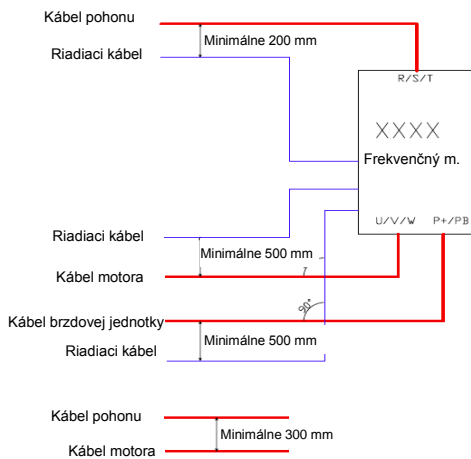 Kábel pohonu
Minimálne 200 mm
Riadiaci kábel
R/S/T
XXXX
Frekvenčný m.
U/V/W P+/PB
Riadiaci kábel
Minimálne 500 mm
Kábel motora
90°
Kábel brzdovej jednotky
Minimálne 500 mm
Riadiaci kábel
Kábel pohonu
Minimálne 300 mm
Kábel motora